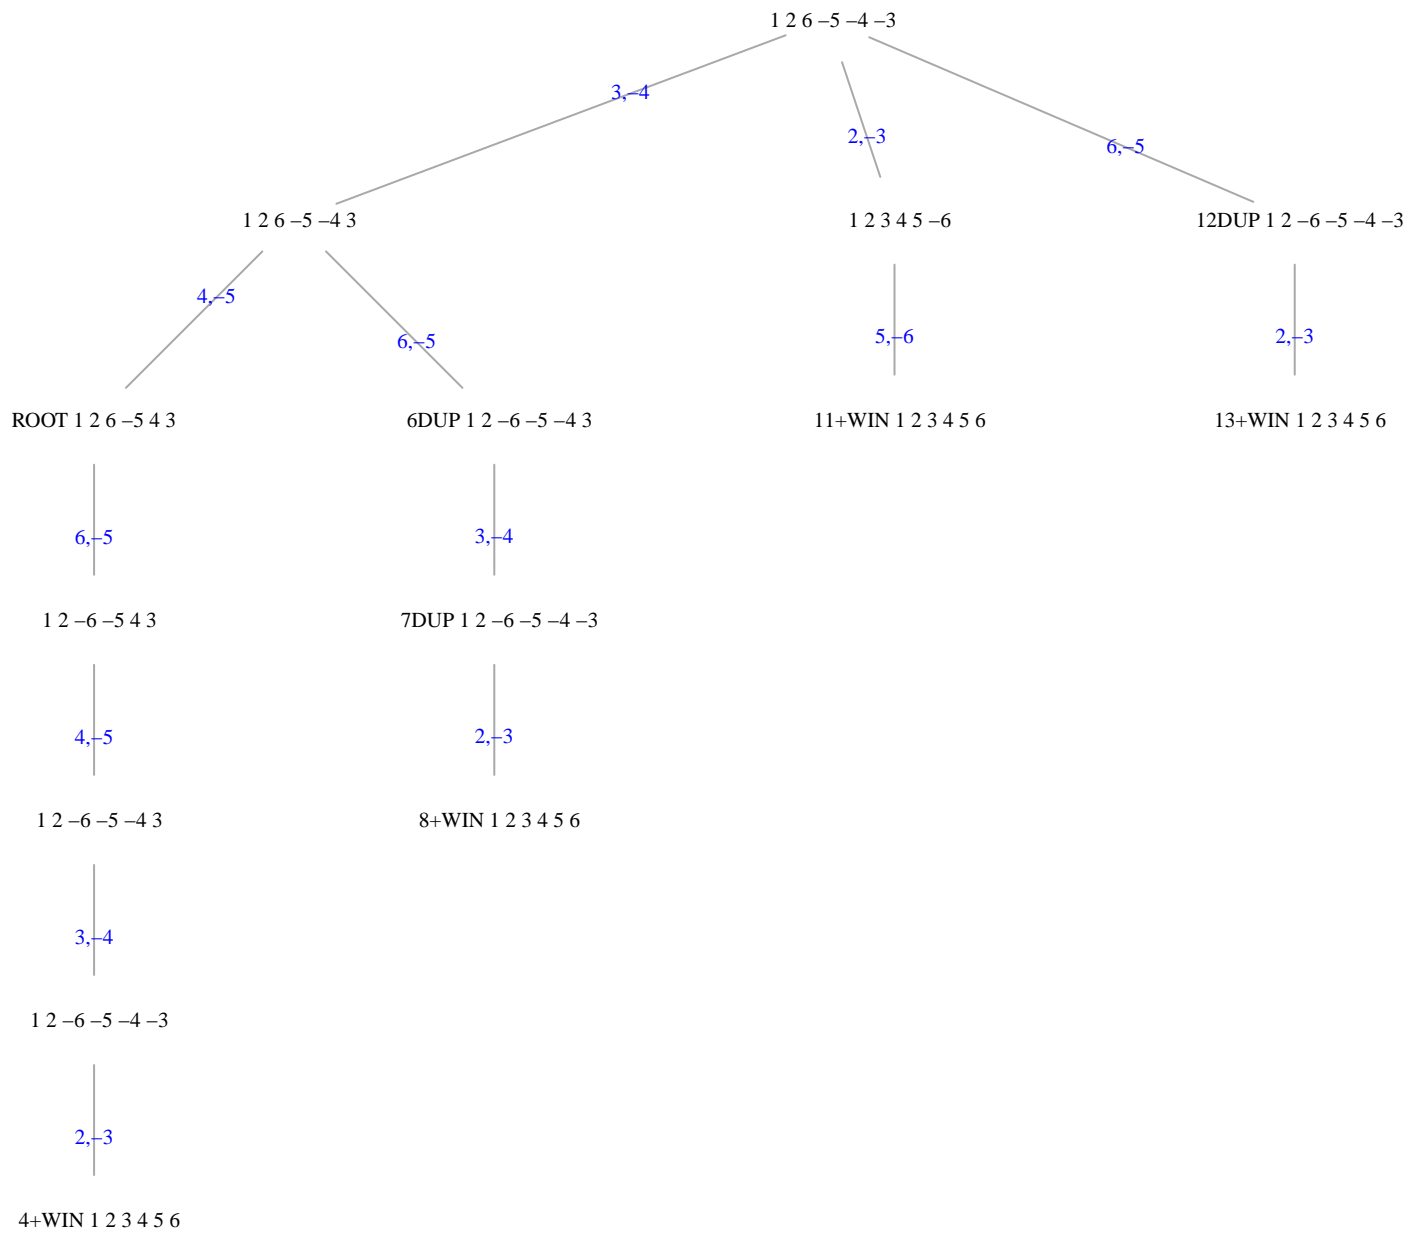 1 2 6 −5 −4 −3
3,−4
2,−3
6,−5
1 2 6 −5 −4 3
1 2 3 4 5 −6
12DUP 1 2 −6 −5 −4 −3
4,−5
6,−5
5,−6
2,−3
ROOT 1 2 6 −5 4 3
6DUP 1 2 −6 −5 −4 3
11+WIN 1 2 3 4 5 6
13+WIN 1 2 3 4 5 6
6,−5
3,−4
1 2 −6 −5 4 3
7DUP 1 2 −6 −5 −4 −3
4,−5
2,−3
1 2 −6 −5 −4 3
8+WIN 1 2 3 4 5 6
3,−4
1 2 −6 −5 −4 −3
2,−3
4+WIN 1 2 3 4 5 6